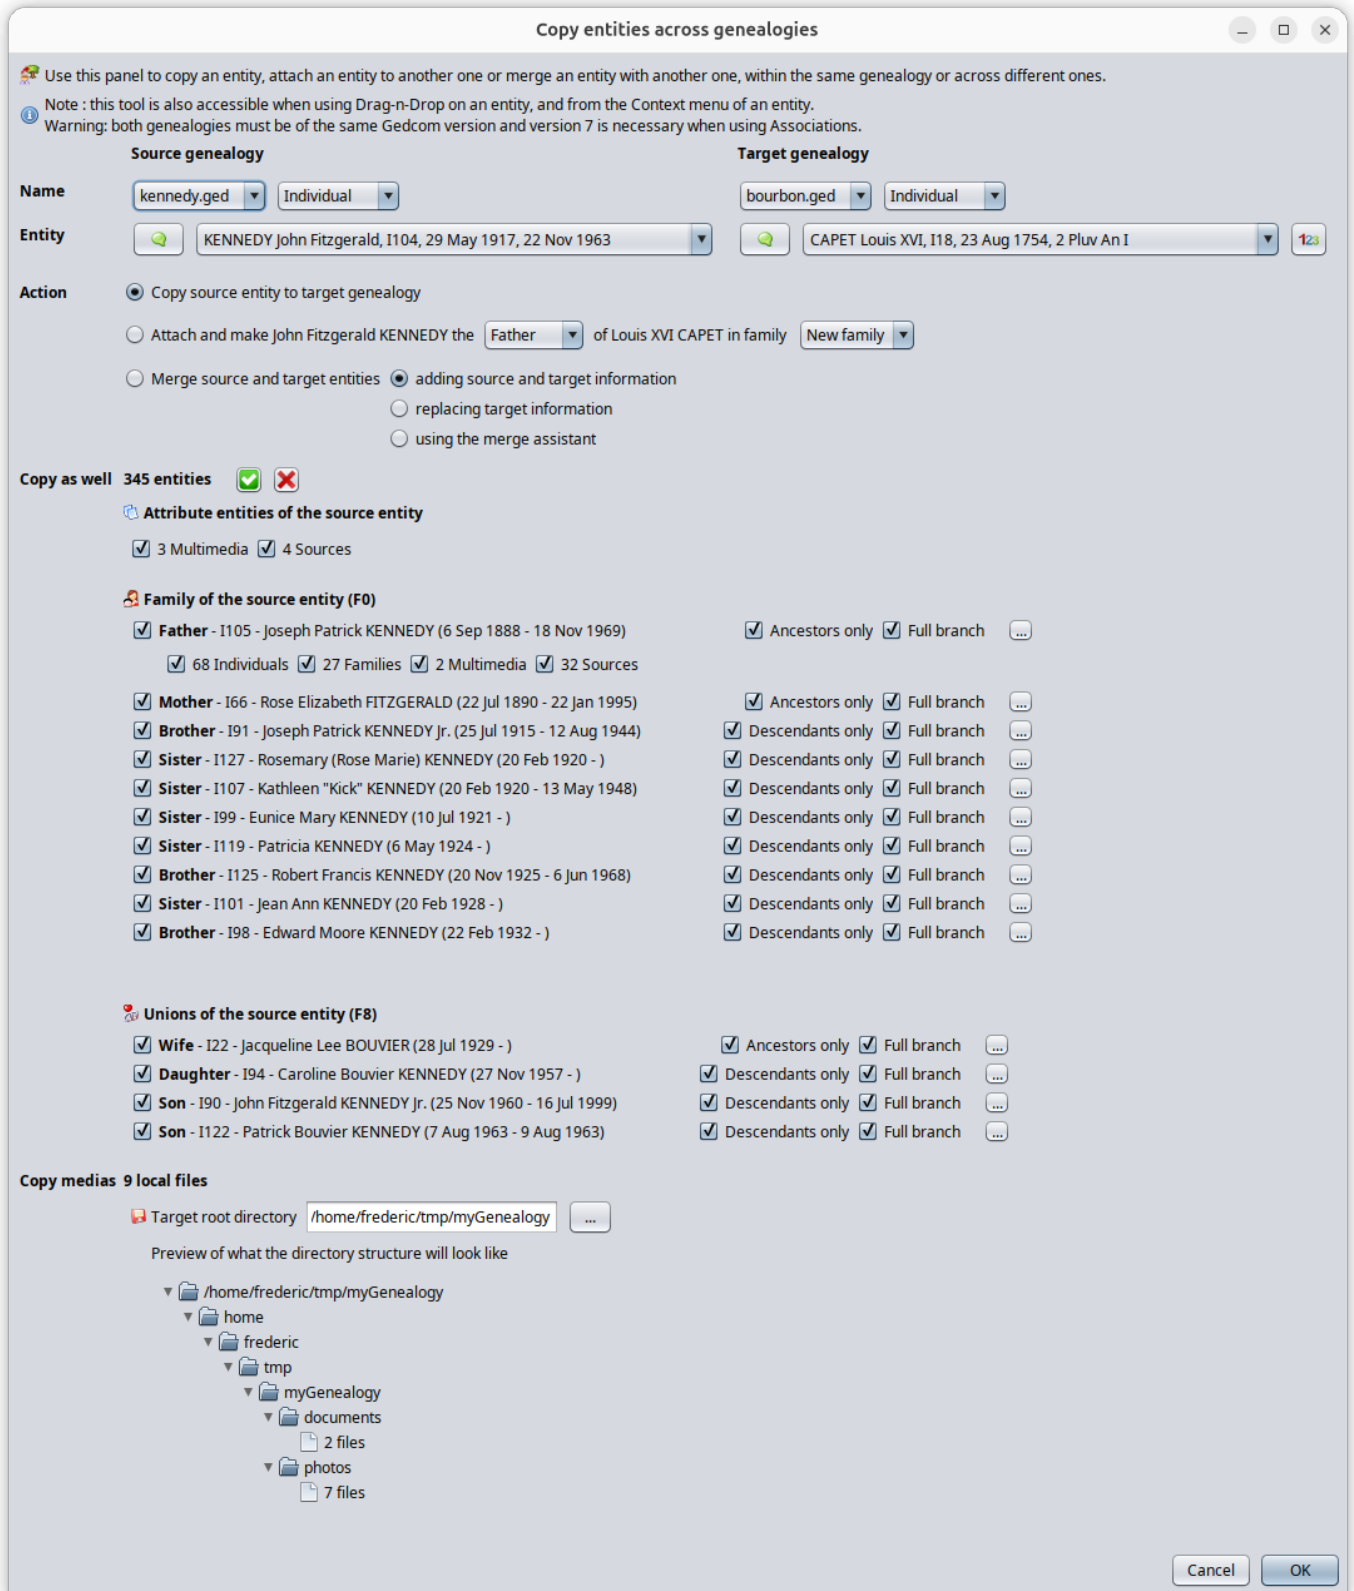 Copy entities across genealogies
Use this panel to copy an entity, attach an entity to another one or merge an entity with another one, within the same genealogy or across different ones.
Note : this tool is also accessible when using Drag-n-Drop on an entity, and from the Context menu of an entity.
Warning: both genealogies must be of the same Gedcom version and version 7 is necessary when using Associations.
Source genealogy Target genealogy
Name kennedy.ged Individual bourbon.ged Individual
Entity KENNEDY John Fitzgerald, I104, 29 May 1917, 22 Nov 1963 CAPET Louis XVI, I18, 23 Aug 1754, 2 Pluv An I 123
Action Copy source entity to target genealogy
Attach and make John Fitzgerald KENNEDY the Father of Louis XVI CAPET in family New family
Merge source and target entities adding source and target information
replacing target information
using the merge assistant
Copy as well 345 entities
Attribute entities of the source entity
3 Multimedia 4 Sources
Family of the source entity (F0)
Father - I105 - Joseph Patrick KENNEDY (6 Sep 1888 - 18 Nov 1969) Ancestors only Full branch ...
68 Individuals 27 Families 2 Multimedia 32 Sources
Mother - I66 - Rose Elizabeth FITZGERALD (22 Jul 1890 - 22 Jan 1995) Ancestors only Full branch ...
Brother - I91 - Joseph Patrick KENNEDY Jr. (25 Jul 1915 - 12 Aug 1944) Descendants only Full branch ...
Sister - I127 - Rosemary (Rose Marie) KENNEDY (20 Feb 1920 - ) Descendants only Full branch ...
Sister - I107 - Kathleen "Kick" KENNEDY (20 Feb 1920 - 13 May 1948) Descendants only Full branch ...
Sister - I99 - Eunice Mary KENNEDY (10 Jul 1921 - ) Descendants only Full branch ...
Sister - I119 - Patricia KENNEDY (6 May 1924 - ) Descendants only Full branch ...
Brother - I125 - Robert Francis KENNEDY (20 Nov 1925 - 6 Jun 1968) Descendants only Full branch ...
Sister - I101 - Jean Ann KENNEDY (20 Feb 1928 - ) Descendants only Full branch ...
Brother - I98 - Edward Moore KENNEDY (22 Feb 1932 - ) Descendants only Full branch ...
Unions of the source entity (F8)
Wife - I22 - Jacqueline Lee BOUVIER (28 Jul 1929 - ) Ancestors only Full branch ...
Daughter - I94 - Caroline Bouvier KENNEDY (27 Nov 1957 - ) Descendants only Full branch ...
Son - I90 - John Fitzgerald KENNEDY Jr. (25 Nov 1960 - 16 Jul 1999) Descendants only Full branch ...
Son - I122 - Patrick Bouvier KENNEDY (7 Aug 1963 - 9 Aug 1963) Descendants only Full branch ...
Copy medias 9 local files
Target root directory /home/frederic/tmp/myGenealogy ...
Preview of what the directory structure will look like
/home/frederic/tmp/myGenealogy
home
frederic
tmp
myGenealogy
documents
2 files
photos
7 files
Cancel OK